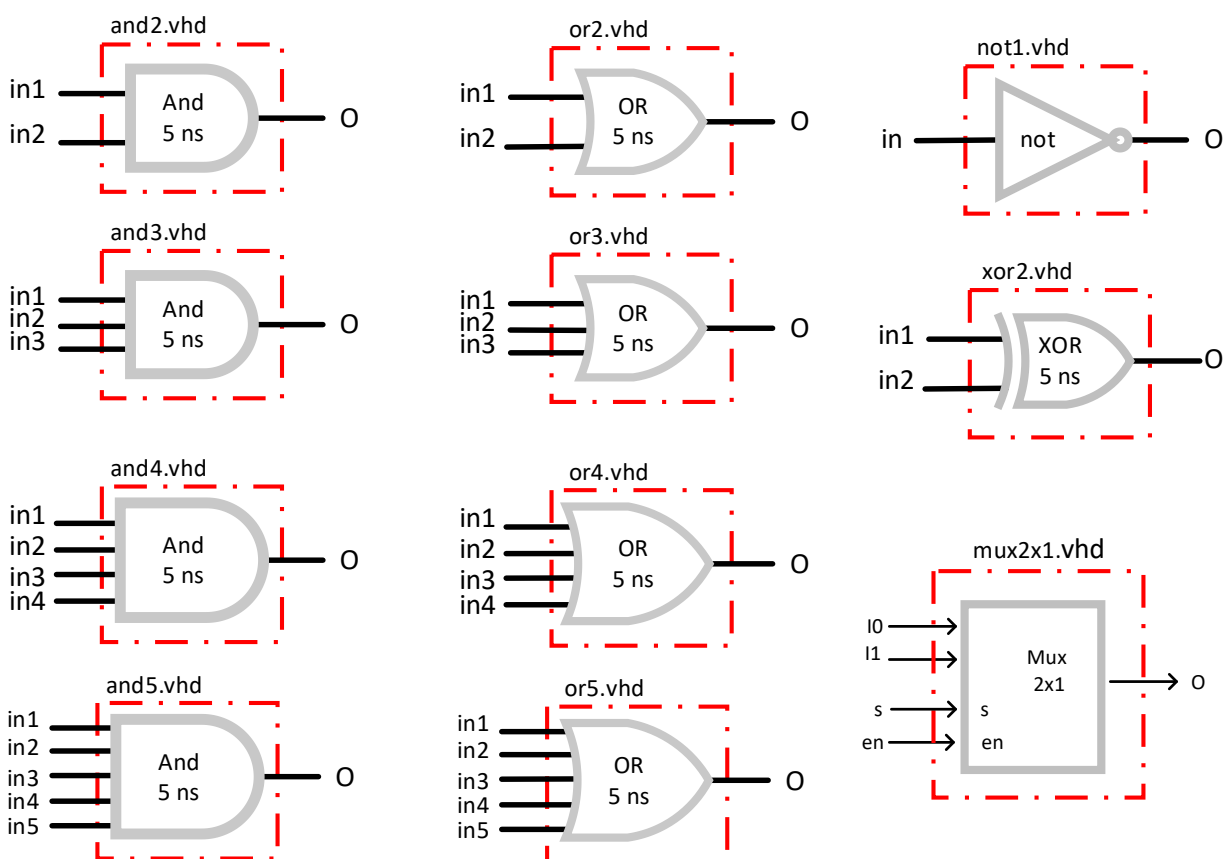 and2.vhd
in1
in2
And
5 ns
O
or2.vhd
in1
in2
OR
5 ns
O
not1.vhd
in
not
O
and3.vhd
in1
in2
in3
And
5 ns
O
or3.vhd
in1
in2
in3
OR
5 ns
O
xor2.vhd
in1
in2
XOR
5 ns
O
and4.vhd
in1
in2
in3
in4
And
5 ns
O
or4.vhd
in1
in2
in3
in4
OR
5 ns
O
mux2x1.vhd
I0
I1
s
en
Mux
2x1
s
en
O
and5.vhd
in1
in2
in3
in4
in5
And
5 ns
O
or5.vhd
in1
in2
in3
in4
in5
OR
5 ns
O